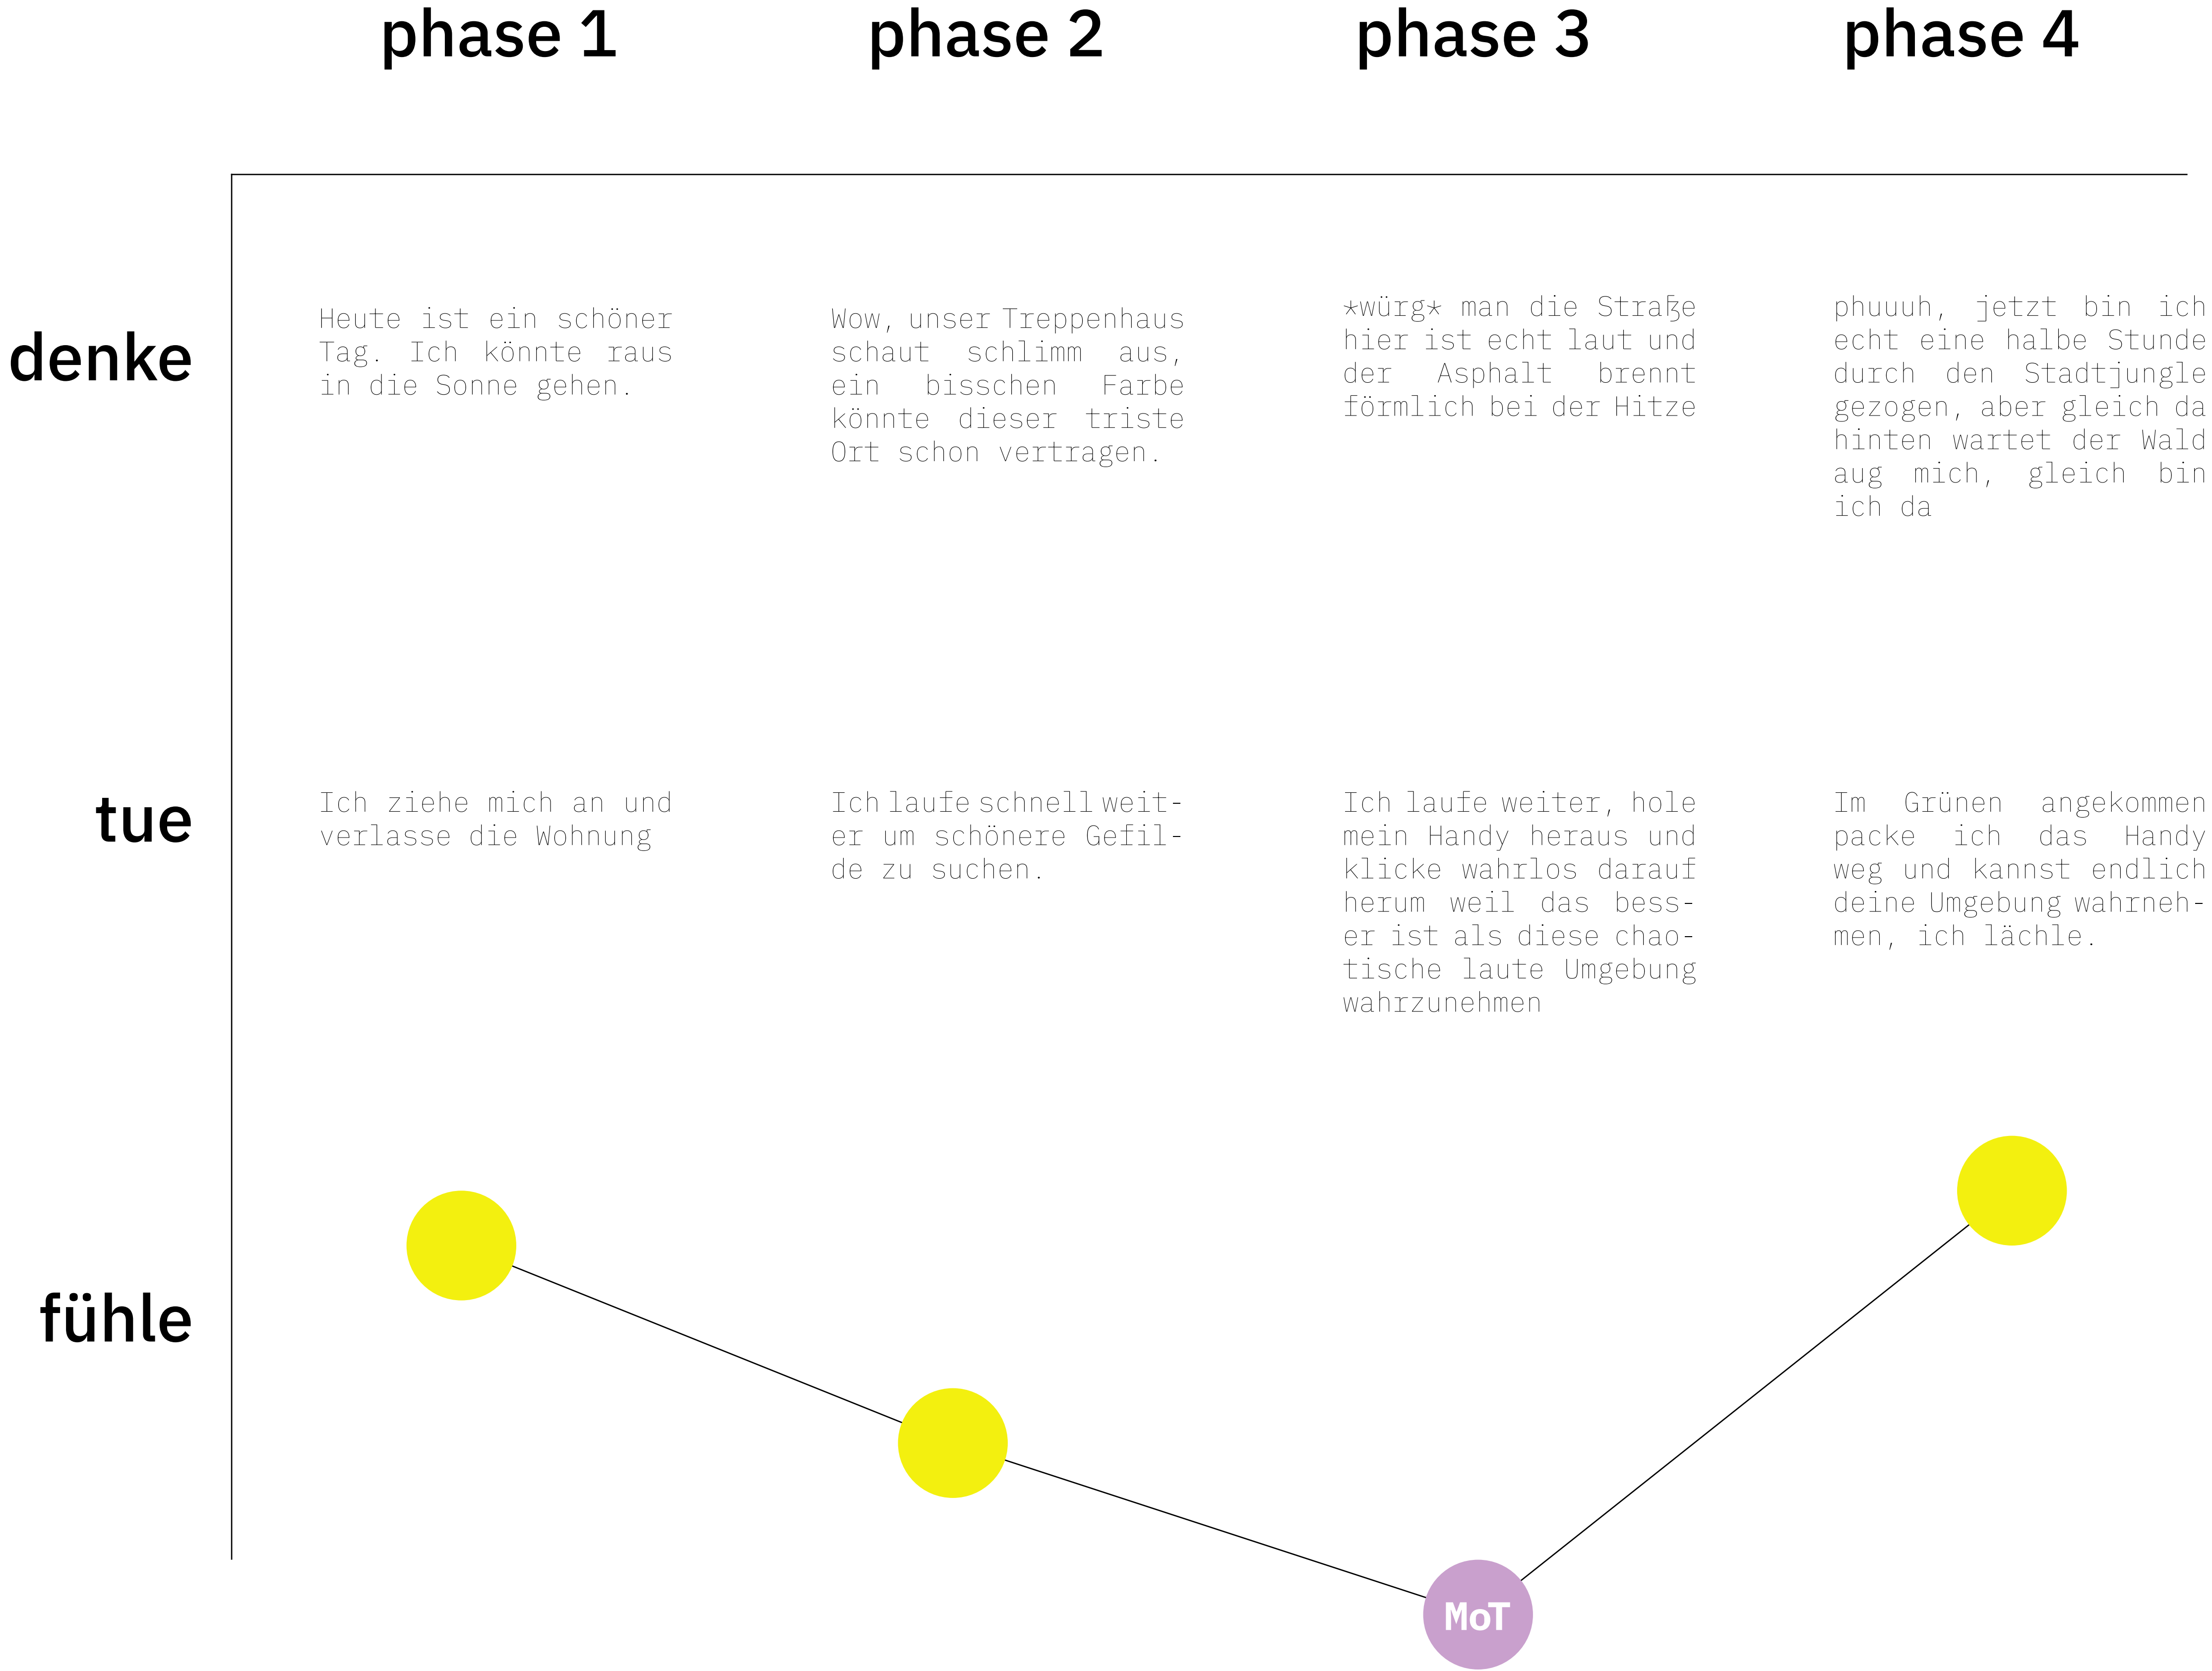 phase 1
phase 2
phase 3
phase 4
denke
Heute ist ein schöner
Tag. Ich könnte raus
in die Sonne gehen.
Wow, unser Treppenhaus
schaut schlimm aus,
ein bisschen Farbe
könnte dieser triste
Ort schon vertragen.
*würg* man die Straße
hier ist echt laut und
der Asphalt brennt
förmlich bei der Hitze
phuuuh, jetzt bin ich
echt eine halbe Stunde
durch den Stadtjungle
gezogen, aber gleich da
hinten wartet der Wald
aug mich, gleich bin
ich da
tue
Ich ziehe mich an und
verlasse die Wohnung
Ich laufe schnell weit-
er um schönere Gefil-
de zu suchen.
Ich laufe weiter, hole
mein Handy heraus und
klicke wahrlos darauf
herum weil das bess-
er ist als diese chao-
tische laute Umgebung
wahrzunehmen
Im Grünen angekommen
packe ich das Handy
weg und kannst endlich
deine Umgebung wahrneh-
men, ich lächle.
fühle
MoT